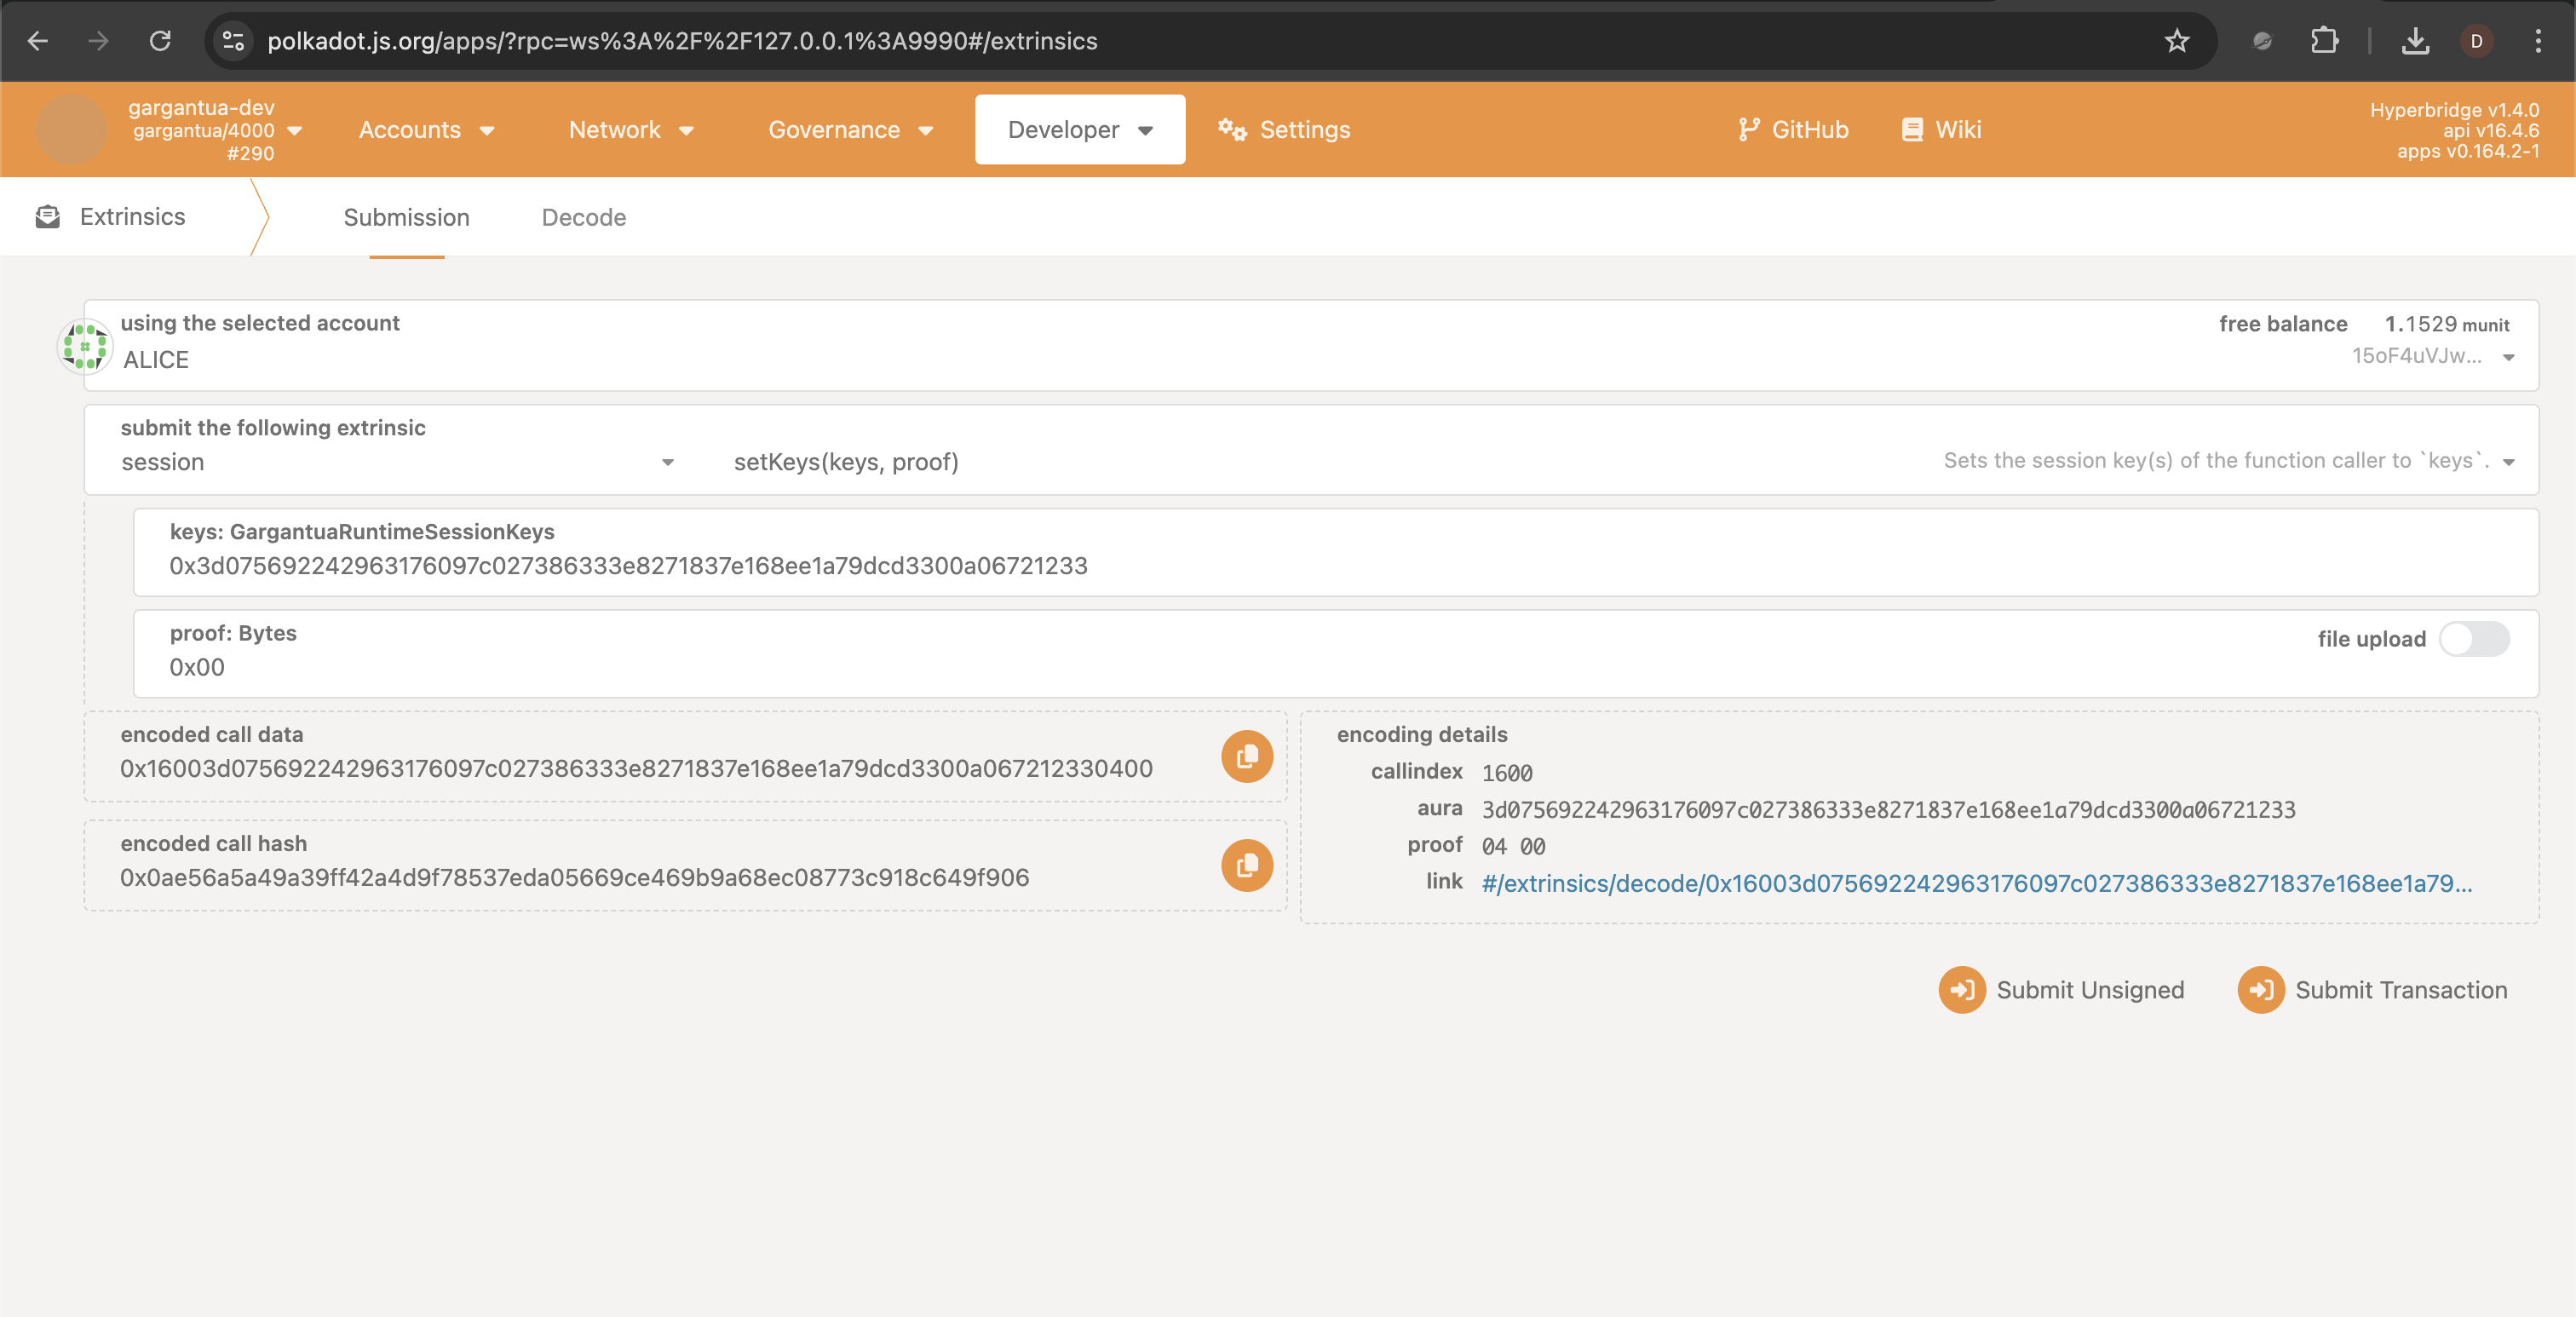 polkadot.js.org/apps/?rpc=ws%3A%2F%2F127.0.0.1%3A9990#/extrinsics
D
gargantua-dev
gargantua/4000
#290
Accounts
Network
Governance
Developer
Settings
GitHub
Wiki
Hyperbridge v1.4.0
api v16.4.6
apps v0.164.2-1
Extrinsics
Submission
Decode
using the selected account
ALICE
free balance 1.1529 munit
15oF4uVJw...
submit the following extrinsic
session
setKeys(keys, proof)
Sets the session key(s) of the function caller to `keys`.
keys: GargantuaRuntimeSessionKeys
0x3d075692242963176097c027386333e8271837e168ee1a79dcd3300a06721233
proof: Bytes
0x00
file upload
encoded call data
0x16003d075692242963176097c027386333e8271837e168ee1a79dcd3300a067212330400
encoded call hash
0x0ae56a5a49a39ff42a4d9f78537eda05669ce469b9a68ec08773c918c649f906
encoding details
callindex 1600
aura 3d075692242963176097c027386333e8271837e168ee1a79dcd3300a06721233
proof 04 00
link #/extrinsics/decode/0x16003d075692242963176097c027386333e8271837e168ee1a79...
Submit Unsigned
Submit Transaction